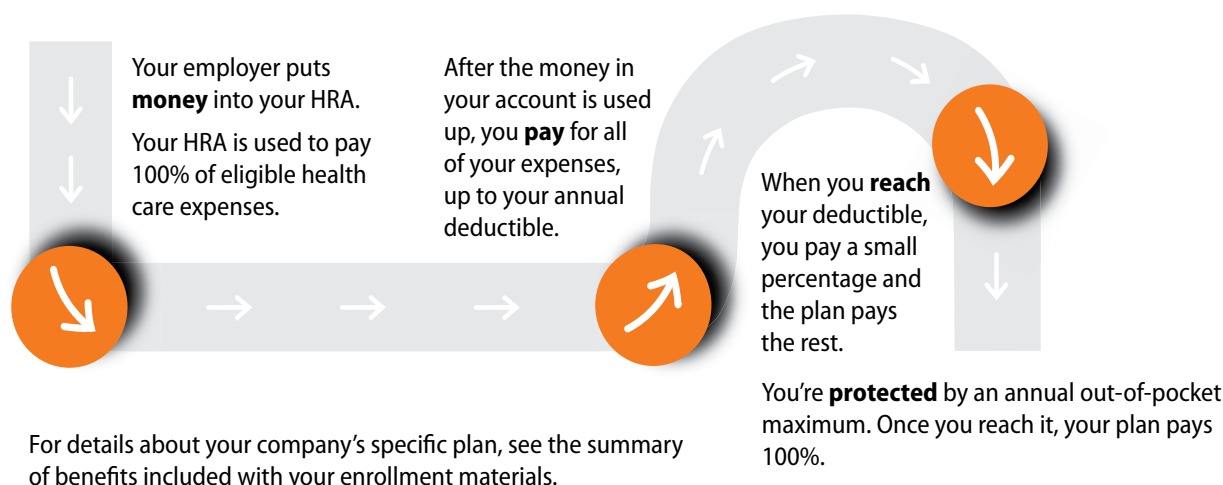 Your employer puts
money into your HRA.
Your HRA is used to pay
100% of eligible health
care expenses.
After the money in
your account is used
up, you pay for all
of your expenses,
up to your annual
deductible.
When you reach
your deductible,
you pay a small
percentage and
the plan pays
the rest.
You're protected by an annual out-of-pocket
maximum. Once you reach it, your plan pays
100%.
For details about your company's specific plan, see the summary
of benefits included with your enrollment materials.